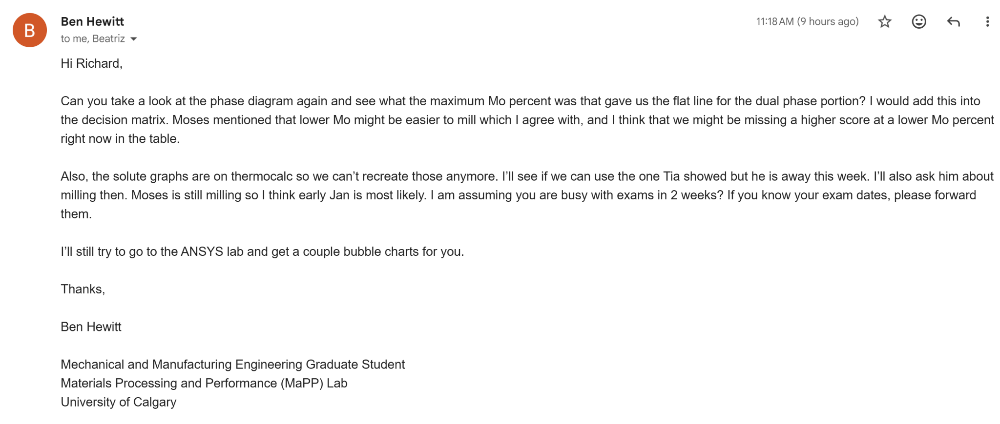 B
Ben Hewitt
11:18 AM (9 hours ago)
to me, Beatriz
Hi Richard,
Can you take a look at the phase diagram again and see what the maximum Mo percent was that gave us the flat line for the dual phase portion? I would add this into
the decision matrix. Moses mentioned that lower Mo might be easier to mill which I agree with, and I think that we might be missing a higher score at a lower Mo percent
right now in the table.
Also, the solute graphs are on thermocalc so we can’t recreate those anymore. I’ll see if we can use the one Tia showed but he is away this week. I’ll also ask him about
milling then. Moses is still milling so I think early Jan is most likely. I am assuming you are busy with exams in 2 weeks? If you know your exam dates, please forward
them.
I’ll still try to go to the ANSYS lab and get a couple bubble charts for you.
Thanks,
Ben Hewitt
Mechanical and Manufacturing Engineering Graduate Student
Materials Processing and Performance (MaPP) Lab
University of Calgary